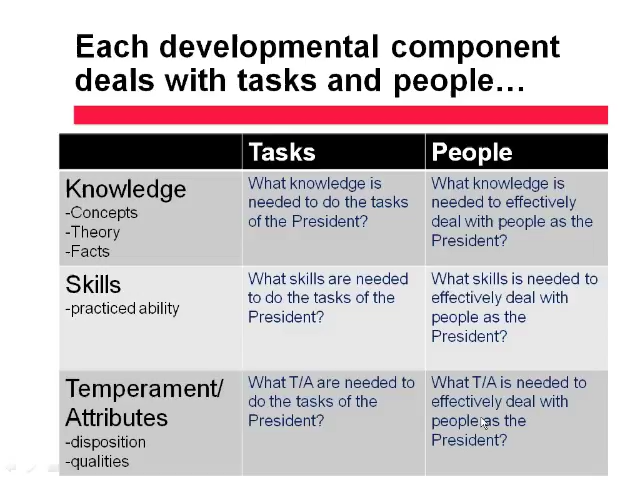 Each developmental component
deals with tasks and people…
Tasks
People
Knowledge
-Concepts
-Theory
-Facts
What knowledge is
needed to do the tasks
of the President?
What knowledge is
needed to effectively
deal with people as the
President?
Skills
-practiced ability
What skills are needed
to do the tasks of the
President?
What skills is needed to
effectively deal with
people as the
President?
Temperament/
Attributes
-disposition
-qualities
What T/A are needed to
do the tasks of the
President?
What T/A is needed to
effectively deal with
people as the
President?